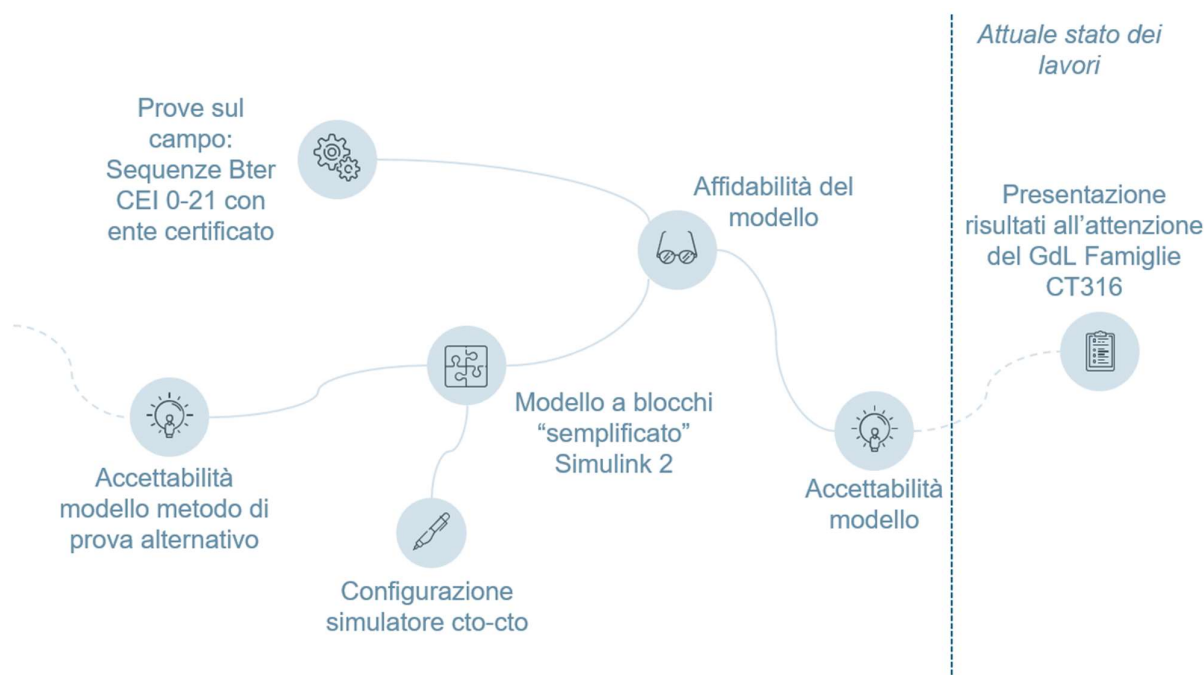 Attuale stato dei
lavori
Prove sul
campo:
Sequenze Bter
CEI 0-21 con
ente certificato
Affidabilità del
modello
Presentazione
risultati all’attenzione
del GdL Famiglie
CT316
Modello a blocchi
“semplificato”
Simulink 2
Accettabilità
modello metodo di
prova alternativo
Accettabilità
modello
Configurazione
simulatore cto-cto